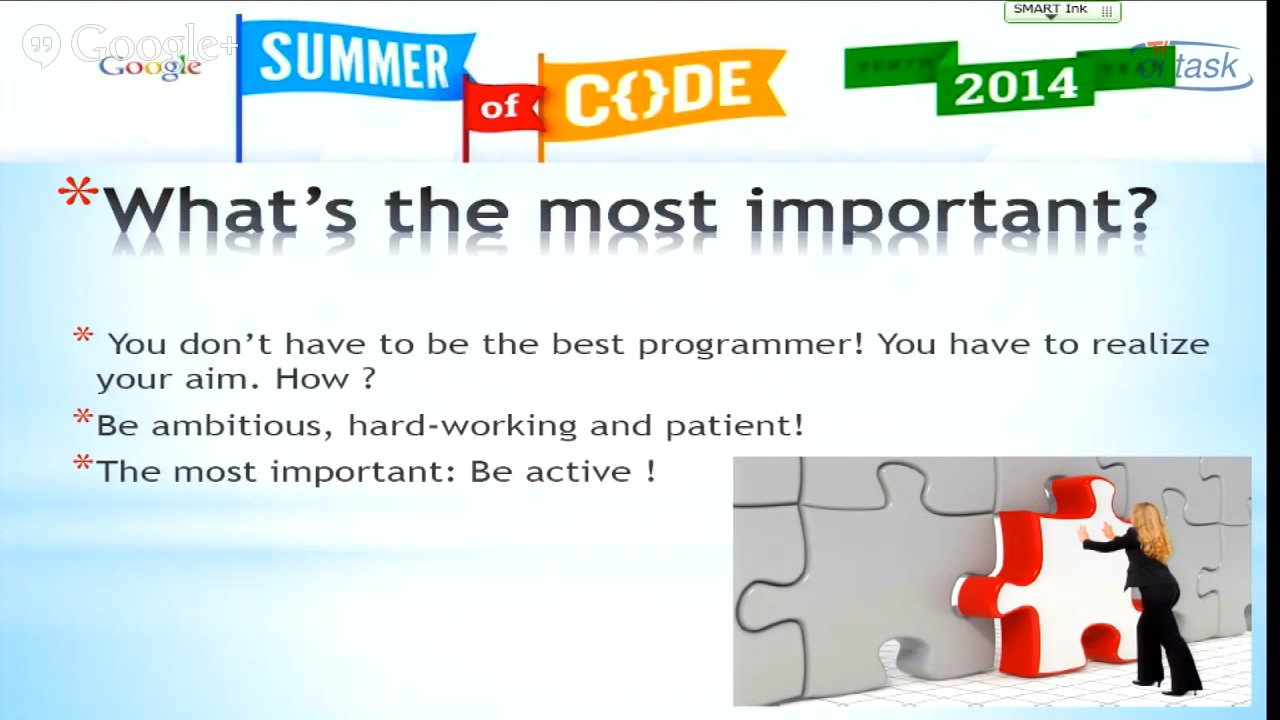 SMART Ink
Google+
Google
SUMMER
of
C{}DE
TENTH YEAR
2014
task
*What's the most important?
* You don't have to be the best programmer! You have to realize
your aim. How ?
*Be ambitious, hard-working and patient!
*The most important: Be active !